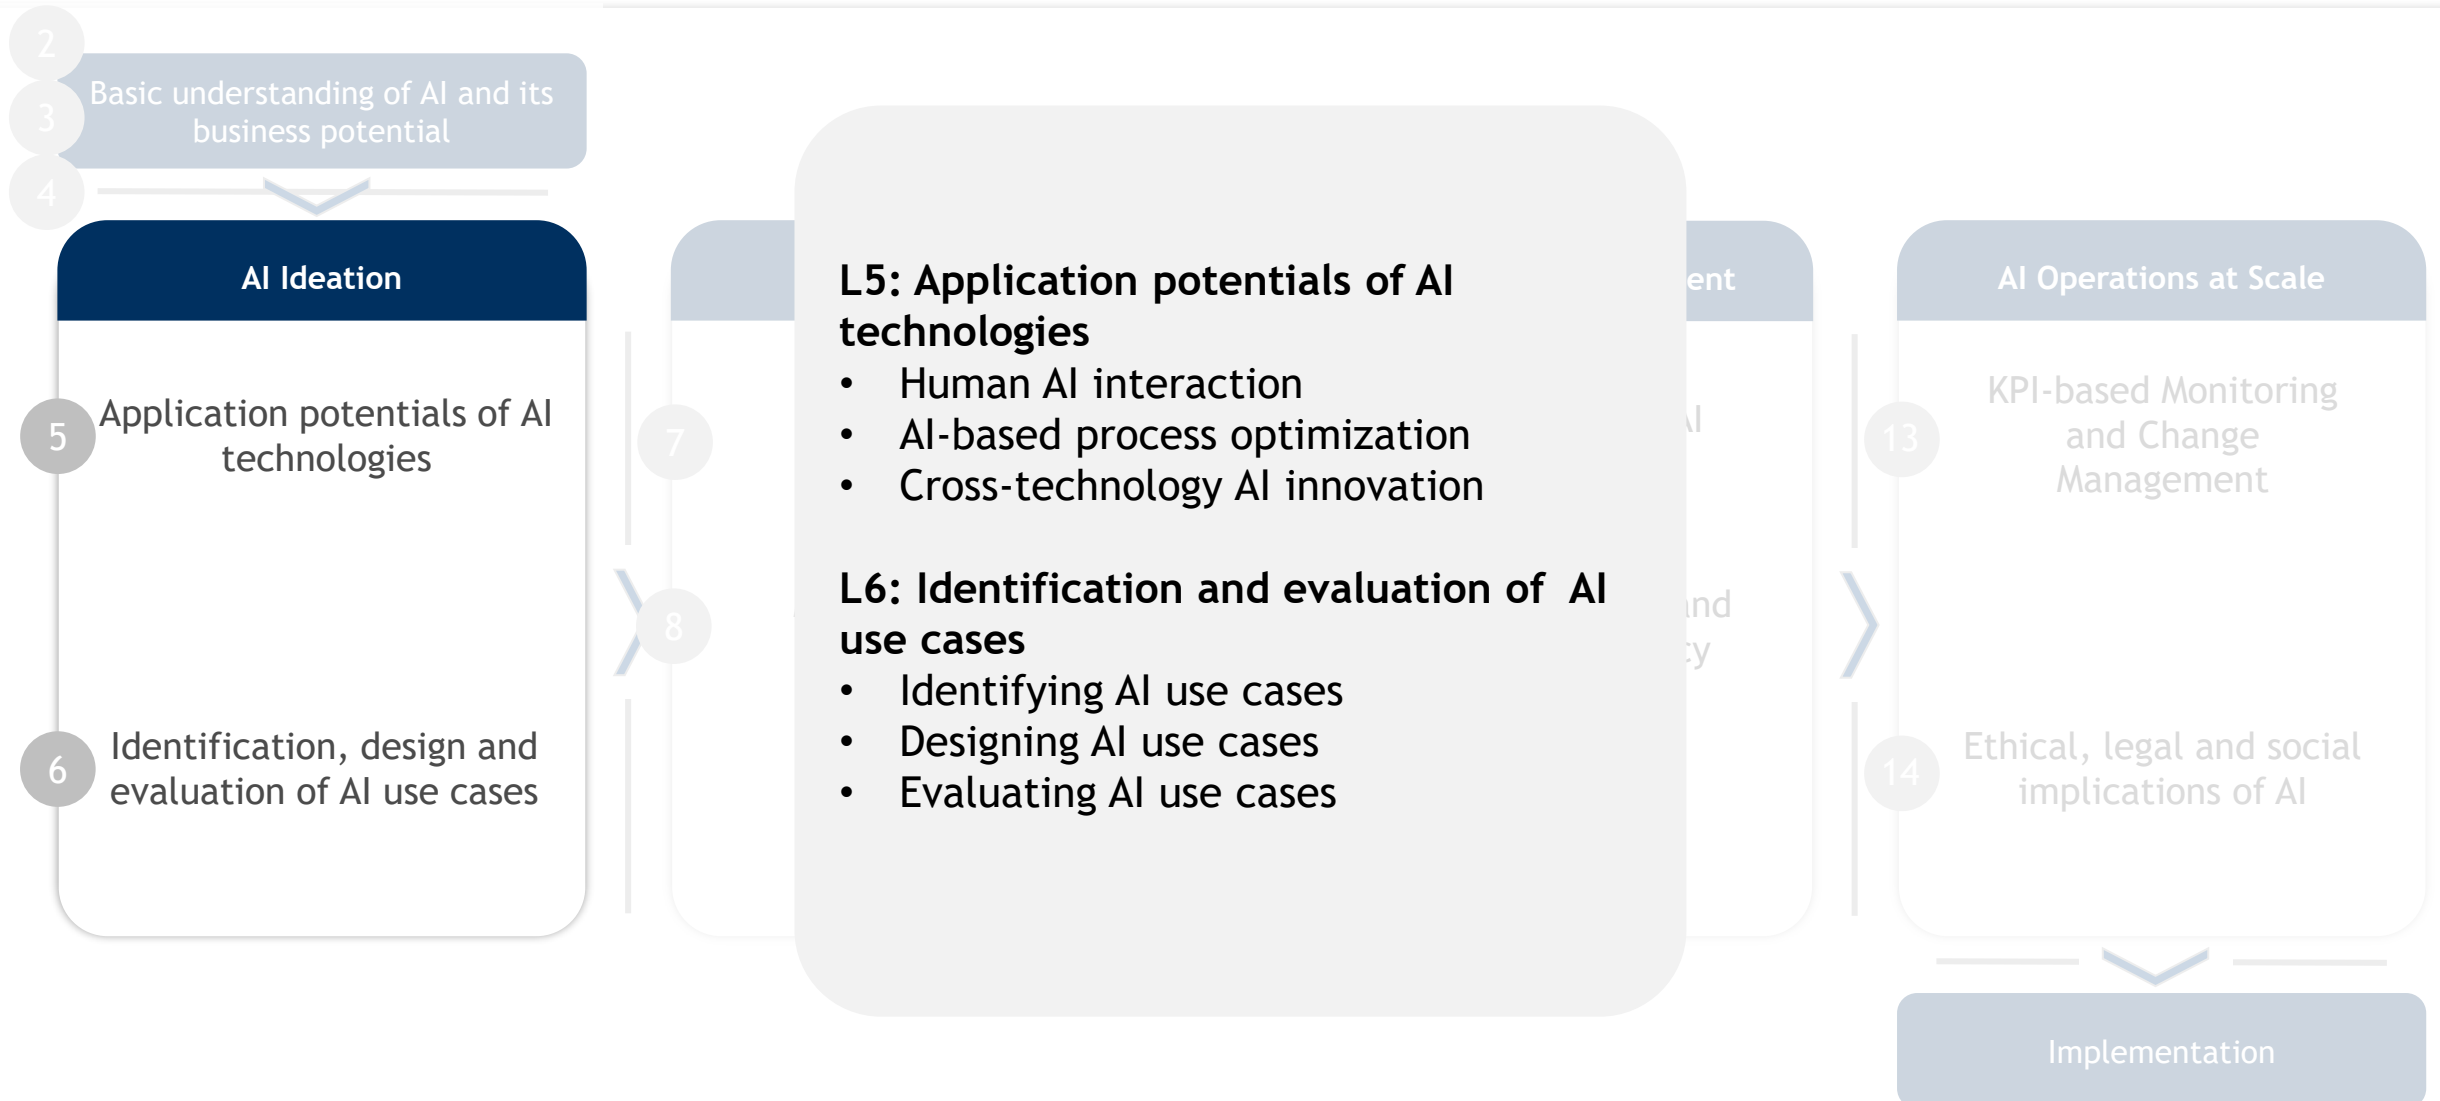 2
3
4
Basic understanding of AI and its
business potential
AI Ideation
5
Application potentials of AI
technologies
6
Identification, design and
evaluation of AI use cases
7
8
L5: Application potentials of AI
technologies
• Human AI interaction
• AI-based process optimization
• Cross-technology AI innovation
L6: Identification and evaluation of AI
use cases
• Identifying AI use cases
• Designing AI use cases
• Evaluating AI use cases
AI Operations at Scale
13
KPI-based Monitoring
and Change
Management
14
Ethical, legal and social
implications of AI
Implementation